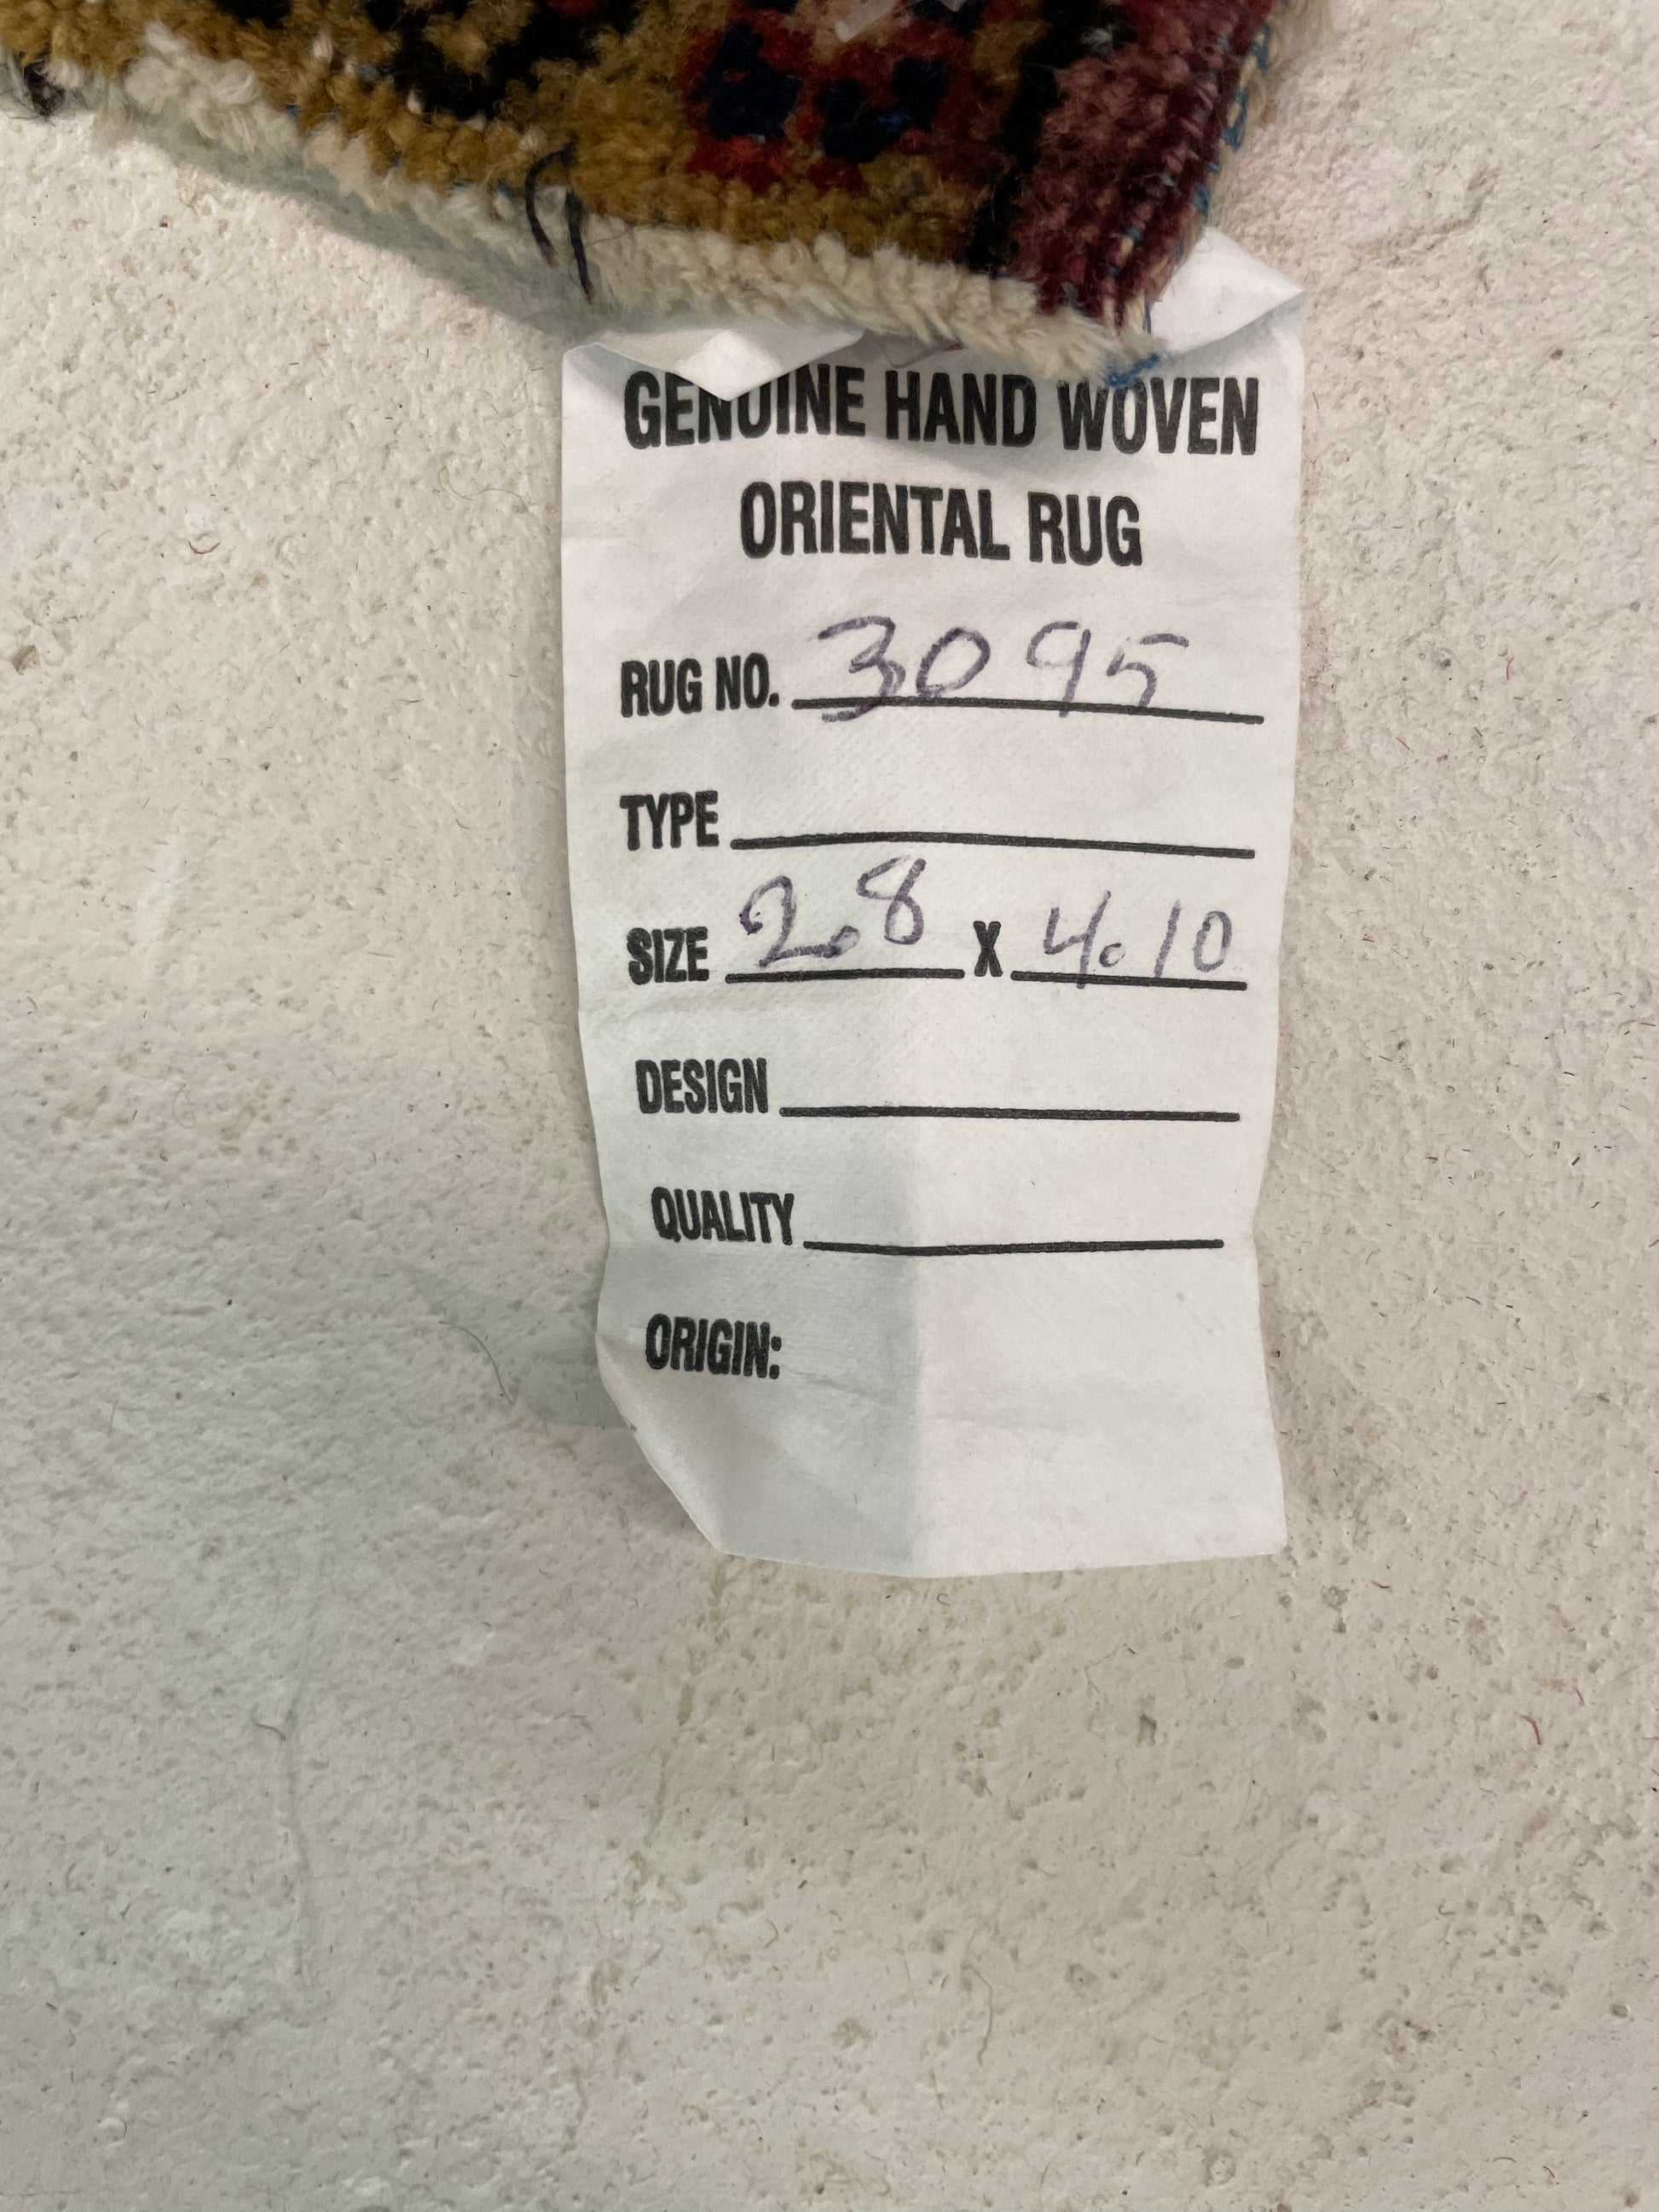 GENUINE HAND WOVEN
ORIENTAL RUG
RUG NO. 3095
TYPE
SIZE 2.8 X 4.10
DESIGN
QUALITY
ORIGIN: